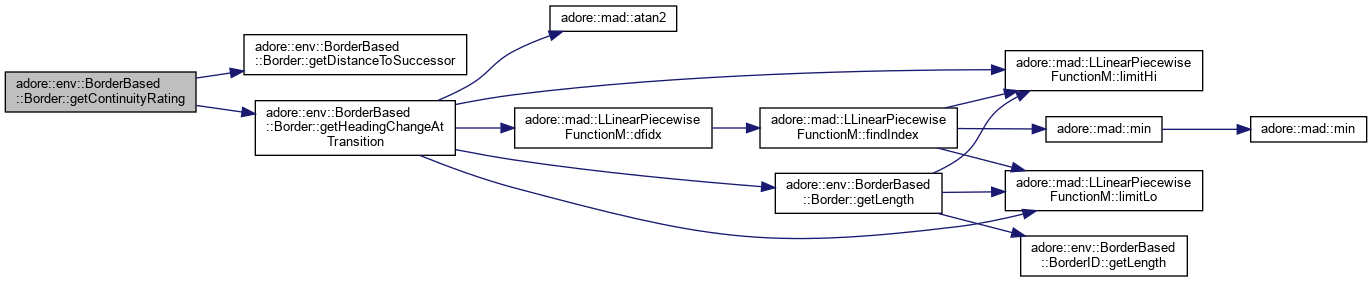 adore::env::BorderBased
::Border::getContinuityRating
adore::env::BorderBased
::Border::getDistanceToSuccessor
adore::env::BorderBased
::Border::getHeadingChangeAt
Transition
adore::mad::atan2
adore::mad::LLinearPiecewise
FunctionM::dfidx
adore::mad::LLinearPiecewise
FunctionM::findIndex
adore::env::BorderBased
::Border::getLength
adore::mad::LLinearPiecewise
FunctionM::limitHi
adore::mad::min
adore::mad::min
adore::mad::LLinearPiecewise
FunctionM::limitLo
adore::env::BorderBased
::BorderID::getLength